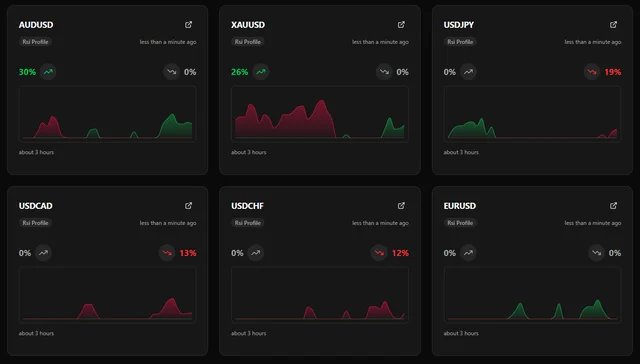 AUDUSD
Rsi Profile
less than a minute ago
30%
0%
about 3 hours
XAUUSD
Rsi Profile
less than a minute ago
26%
0%
about 3 hours
USDJPY
Rsi Profile
less than a minute ago
0%
19%
about 3 hours
USDCAD
Rsi Profile
less than a minute ago
0%
13%
about 3 hours
USDCHF
Rsi Profile
less than a minute ago
0%
12%
about 3 hours
EURUSD
Rsi Profile
less than a minute ago
0%
0%
about 3 hours